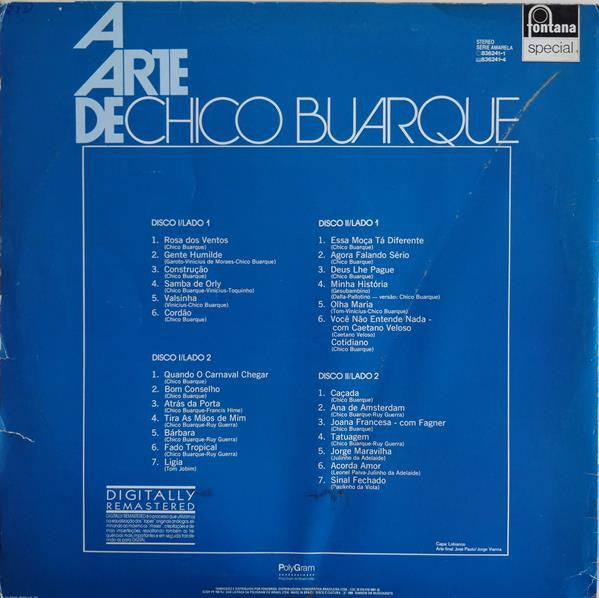 A
ARTE
DE CHICO BUARQUE
STEREO
SÉRIE AMARELA
836241-1
836241-4
fontana
special
DISCO I/LADO 1
1. Rosa dos Ventos
(Chico Buarque)
2. Gente Humilde
(Garoto-Vinicius de Moraes-Chico Buarque)
3. Construção
(Chico Buarque)
4. Samba de Orly
(Chico Buarque-Vinicius-Toquinho)
5. Valsinha
(Vinicius-Chico Buarque)
6. Cordão
(Chico Buarque)
DISCO I/LADO 2
1. Quando O Carnaval Chegar
(Chico Buarque)
2. Bom Conselho
(Chico Buarque)
3. Atrás da Porta
(Chico Buarque-Francis Hime)
4. Tira As Mãos de Mim
(Chico Buarque-Ruy Guerra)
5. Bárbara
(Chico Buarque-Ruy Guerra)
6. Fado Tropical
(Chico Buarque-Ruy Guerra)
7. Lígia
(Tom Jobim)
DISCO II/LADO 1
1. Essa Moça Tá Diferente
(Chico Buarque)
2. Agora Falando Sério
(Chico Buarque)
3. Deus Lhe Pague
(Chico Buarque)
4. Minha História
(Gesubambino)
(Dalla-Pallotino — versão: Chico Buarque)
5. Olha Maria
(Tom-Vinicius-Chico Buarque)
6. Você Não Entende Nada -
com Caetano Veloso
(Caetano Veloso)
Cotidiano
(Chico Buarque)
DISCO II/LADO 2
1. Caçada
(Chico Buarque)
2. Ana de Amsterdam
(Chico Buarque-Ruy Guerra)
3. Joana Francesa - com Fagner
(Chico Buarque)
4. Tatuagem
(Chico Buarque-Ruy Guerra)
5. Jorge Maravilha
(Julinho da Adelaide)
6. Acorda Amor
(Leonel Paiva-Julinho da Adelaide)
7. Sinal Fechado
(Paulinho da Viola)
DIGITALLY
REMASTERED
Capa: Lobianco
Arte final: José Paulo/Jorge Vianna
PolyGram